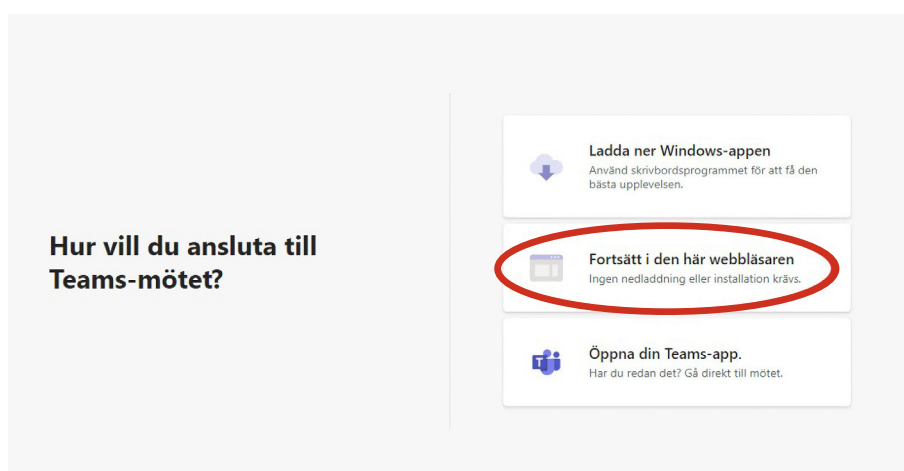 Hur vill du ansluta till
Teams-mötet?
Ladda ner Windows-appen
Använd skrivbordsprogrammet för att få den
bästa upplevelsen.
Fortsätt i den här webbläsaren
Ingen nedladdning eller installation krävs.
Öppna din Teams-app.
Har du redan det? Gå direkt till mötet.